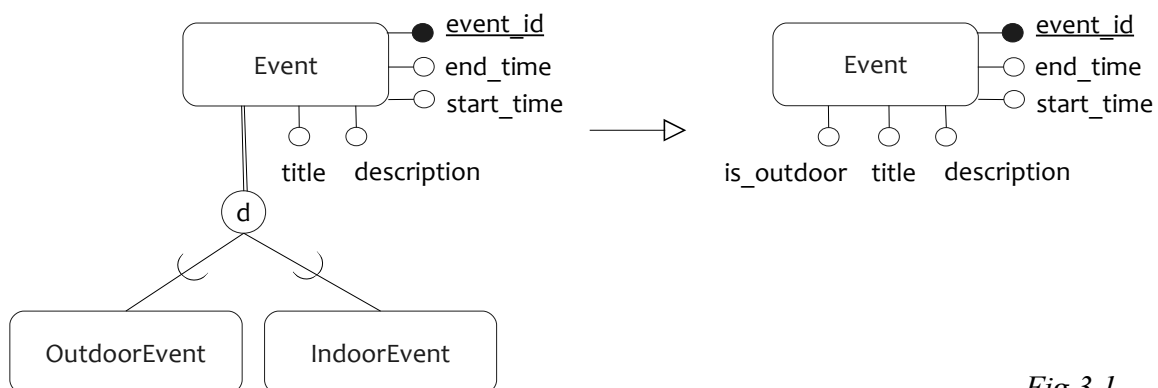 Event
event_id
end_time
start_time
title description
d
OutdoorEvent IndoorEvent
Event
event_id
end_time
start_time
is_outdoor title description
Fig 3.1